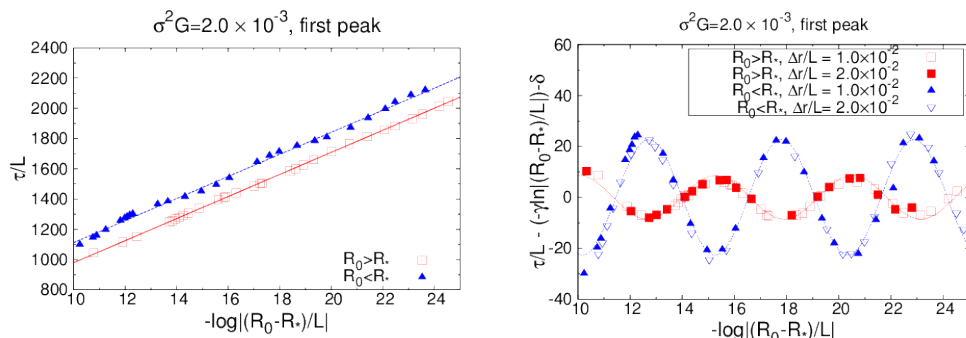 σ²G=2.0 × 10⁻³, first peak
2400
2200
2000
1800
1600
1400
1200
1000
800
τ/L
R₀>R*
R₀<R*
10 12 14 16 18 20 22 24
-log|(R₀-R*)/L|
σ²G=2.0 × 10⁻³, first peak
60
40
20
0
-20
-40
τ/L - (-γln|(R₀-R*)/L|)-δ
R₀>R*, Δr/L = 1.0×10⁻²
R₀>R*, Δr/L = 2.0×10⁻²
R₀<R*, Δr/L = 1.0×10⁻²
R₀<R*, Δr/L= 2.0×10⁻²
10 12 14 16 18 20 22 24
-log|(R₀-R*)/L|